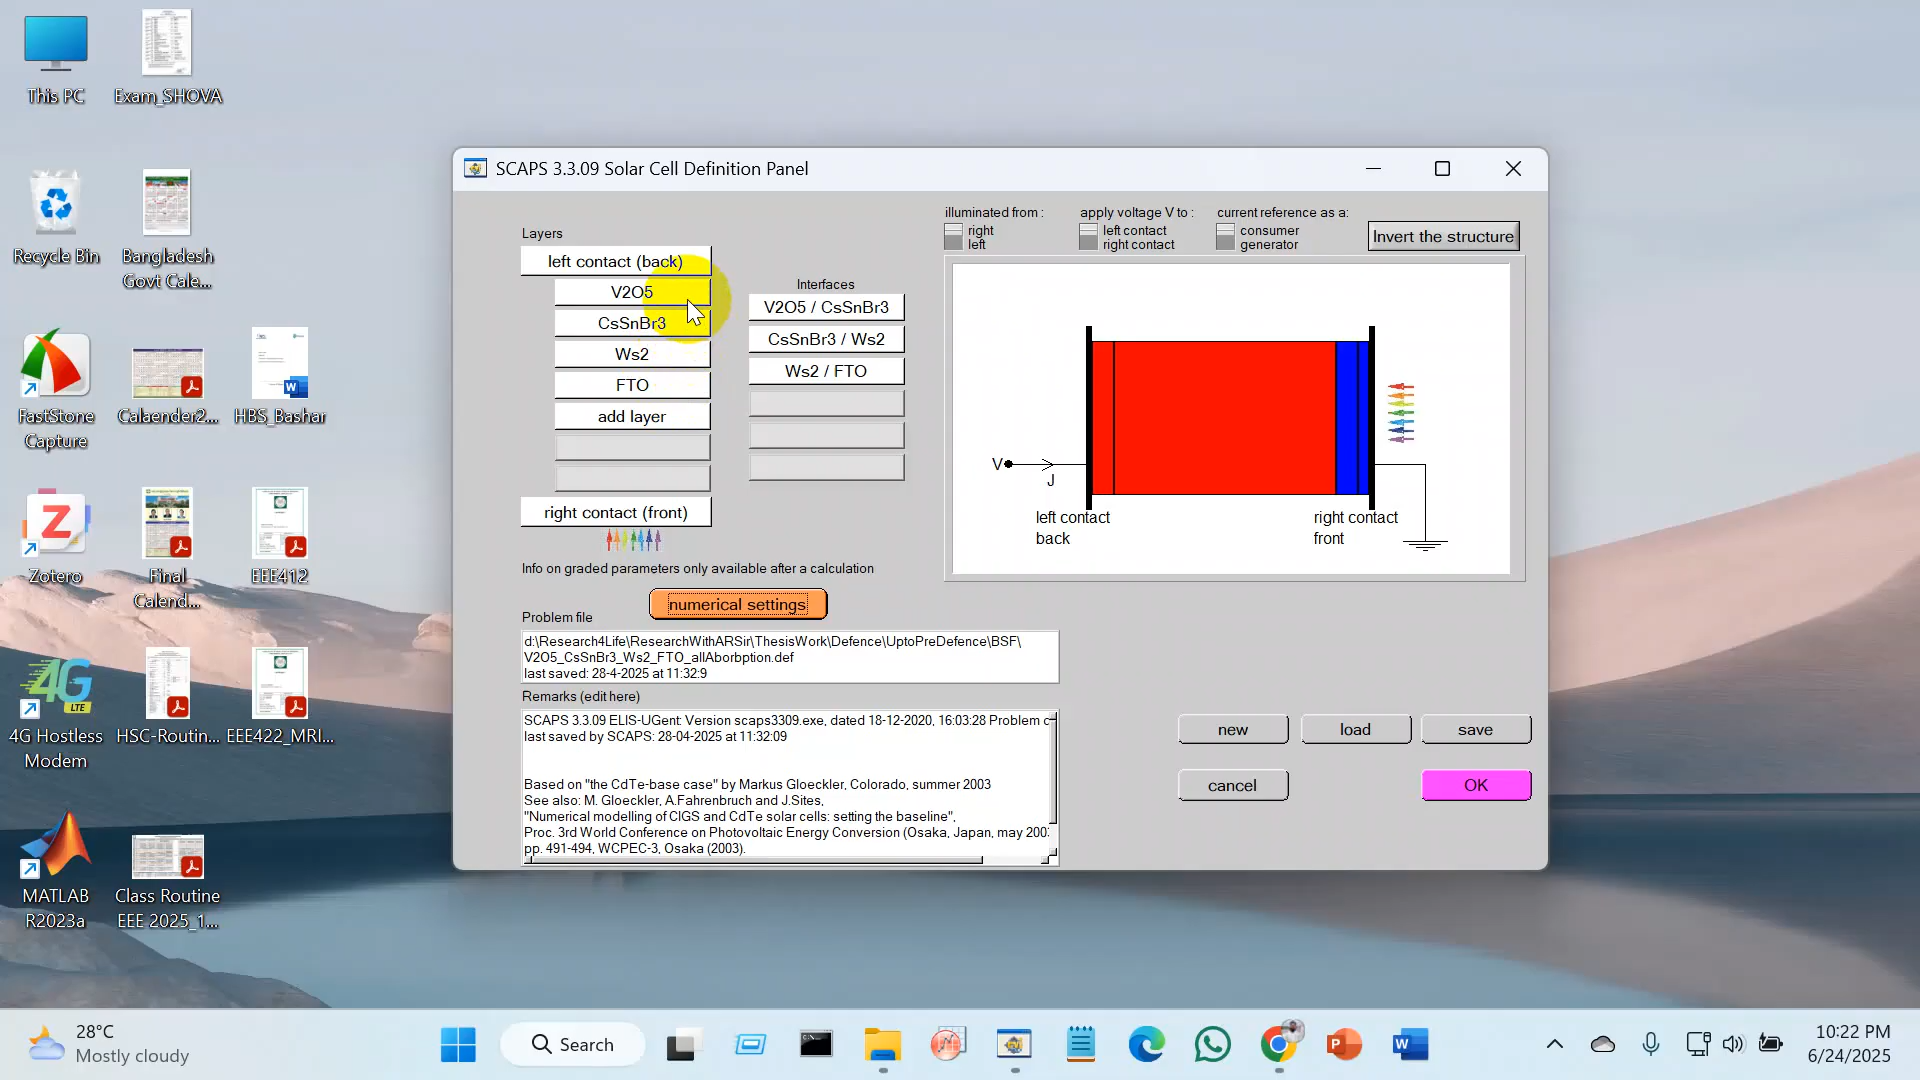 This PC
Exam_SHOVA
Recycle Bin
Bangladesh
Govt Cale...
FastStone
Capture
Calaender2...
HBS_Bashar
Zotero
Final
Calend...
EEE412
4G
LTE
4G Hostless
Modem
HSC-Routin...
EEE422_MRI...
MATLAB
R2023a
Class Routine
EEE 2025_1...
SCAPS 3.3.09 Solar Cell Definition Panel
Layers
left contact (back)
V2O5
CsSnBr3
Ws2
FTO
add layer
right contact (front)
Interfaces
V2O5 / CsSnBr3
CsSnBr3 / Ws2
Ws2 / FTO
illuminated from :
right
left
apply voltage V to :
left contact
right contact
current reference as a:
consumer
generator
Invert the structure
V
J
left contact
back
right contact
front
Info on graded parameters only available after a calculation
numerical settings
Problem file
d:\Research4Life\ResearchWithARSir\ThesisWork\Defence\UptoPreDefence\BSF\
V2O5_CsSnBr3_Ws2_FTO_allAborbption.def
last saved: 28-4-2025 at 11:32:9
Remarks (edit here)
SCAPS 3.3.09 ELIS-UGent: Version scaps3309.exe, dated 18-12-2020, 16:03:28 Problem c
last saved by SCAPS: 28-04-2025 at 11:32:09
Based on "the CdTe-base case" by Markus Gloeckler, Colorado, summer 2003
See also: M. Gloeckler, A.Fahrenbruch and J.Sites,
"Numerical modelling of CIGS and CdTe solar cells: setting the baseline",
Proc. 3rd World Conference on Photovoltaic Energy Conversion (Osaka, Japan, may 2003
pp. 491-494, WCPEC-3, Osaka (2003).
new
load
save
cancel
OK
28°C
Mostly cloudy
Search
10:22 PM
6/24/2025